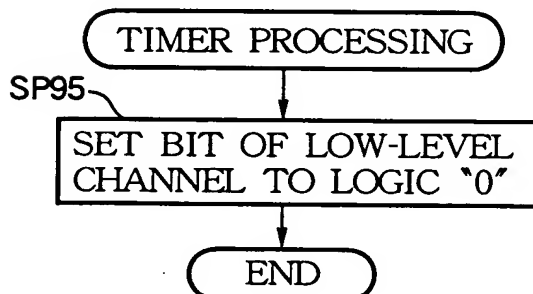 TIMER PROCESSING
SP95
SET BIT OF LOW-LEVEL
CHANNEL TO LOGIC "0"
END